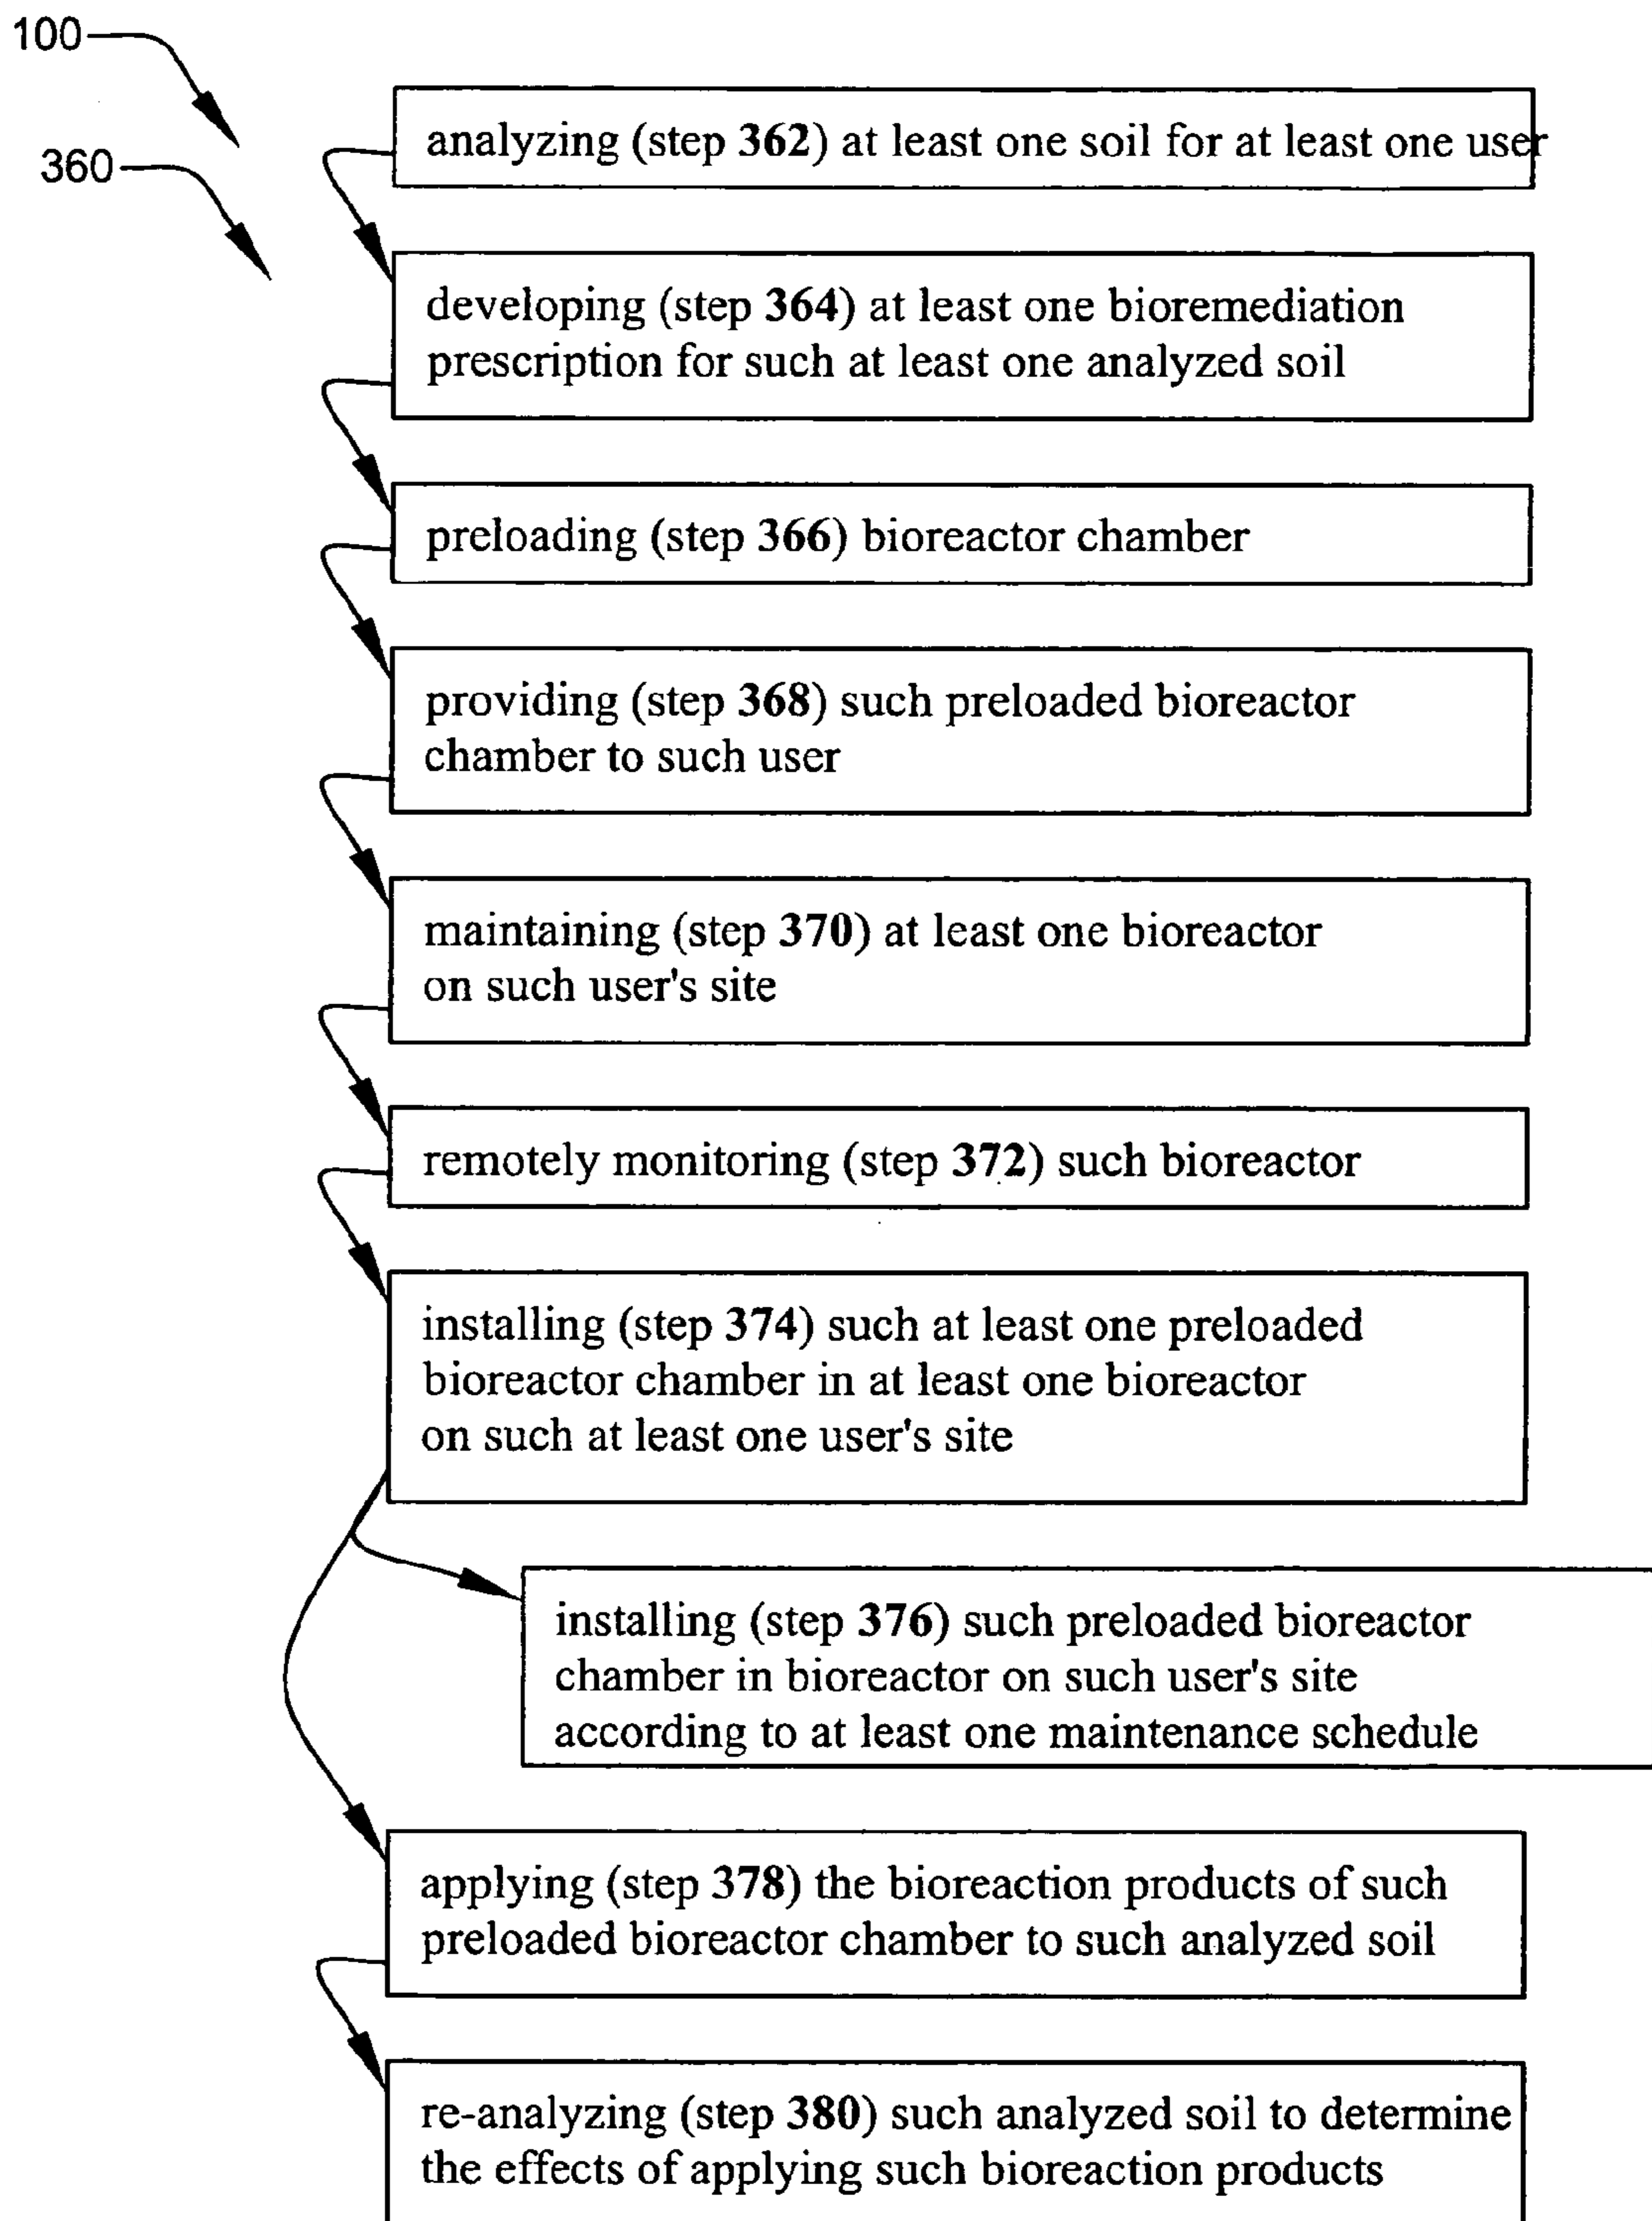 100
360
analyzing (step 362) at least one soil for at least one user
developing (step 364) at least one bioremediation
prescription for such at least one analyzed soil
preloading (step 366) bioreactor chamber
providing (step 368) such preloaded bioreactor
chamber to such user
maintaining (step 370) at least one bioreactor
on such user's site
remotely monitoring (step 372) such bioreactor
installing (step 374) such at least one preloaded
bioreactor chamber in at least one bioreactor
on such at least one user's site
installing (step 376) such preloaded bioreactor
chamber in bioreactor on such user's site
according to at least one maintenance schedule
applying (step 378) the bioreaction products of such
preloaded bioreactor chamber to such analyzed soil
re-analyzing (step 380) such analyzed soil to determine
the effects of applying such bioreaction products